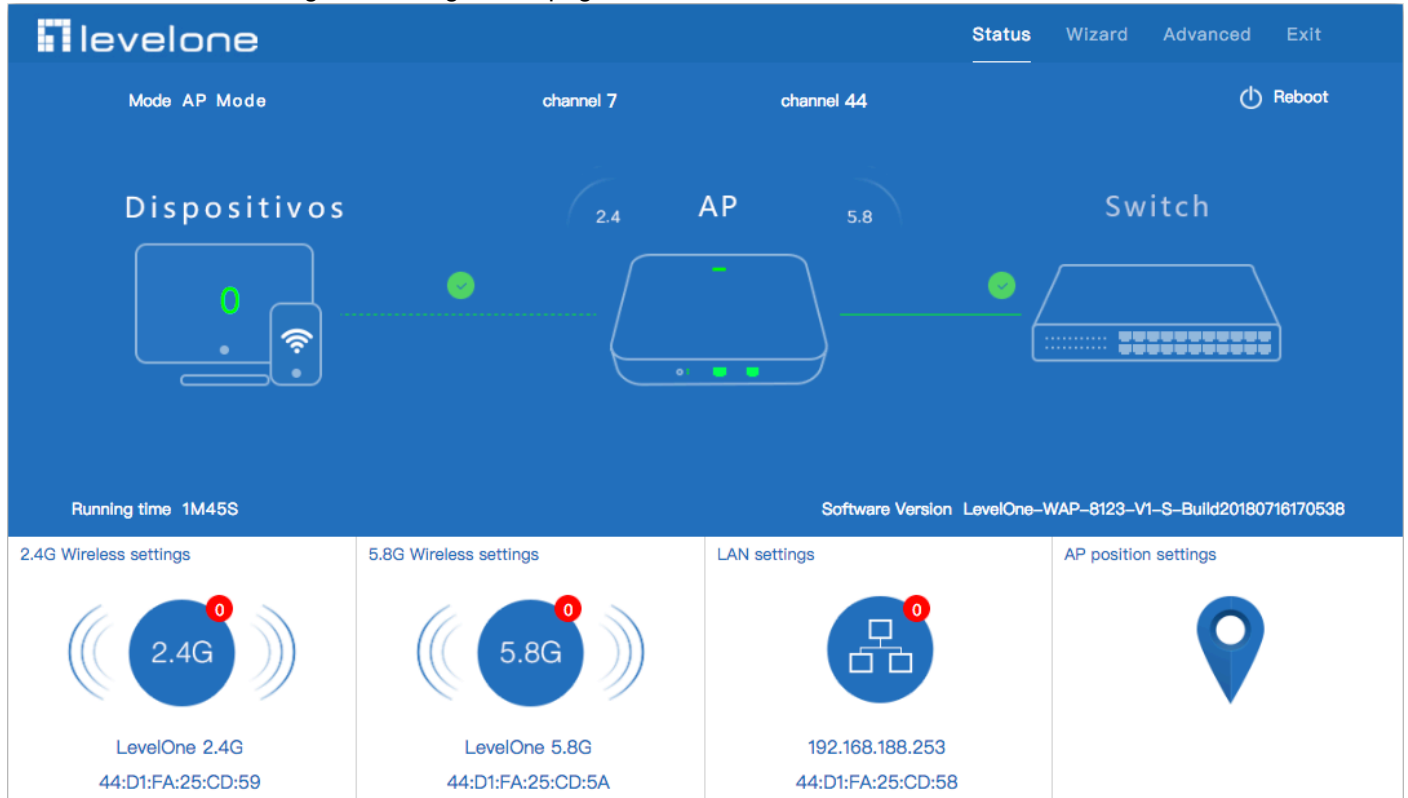 levelone
Status Wizard Advanced Exit
Mode AP Mode channel 7 channel 44 Reboot
Dispositivos 2.4 AP 5.8 Switch
0
Running time 1M45S Software Version LevelOne-WAP-8123-V1-S-Build20180716170538
2.4G Wireless settings 5.8G Wireless settings LAN settings AP position settings
0 0 0
2.4G 5.8G
LevelOne 2.4G LevelOne 5.8G 192.168.188.253
44:D1:FA:25:CD:59 44:D1:FA:25:CD:5A 44:D1:FA:25:CD:58